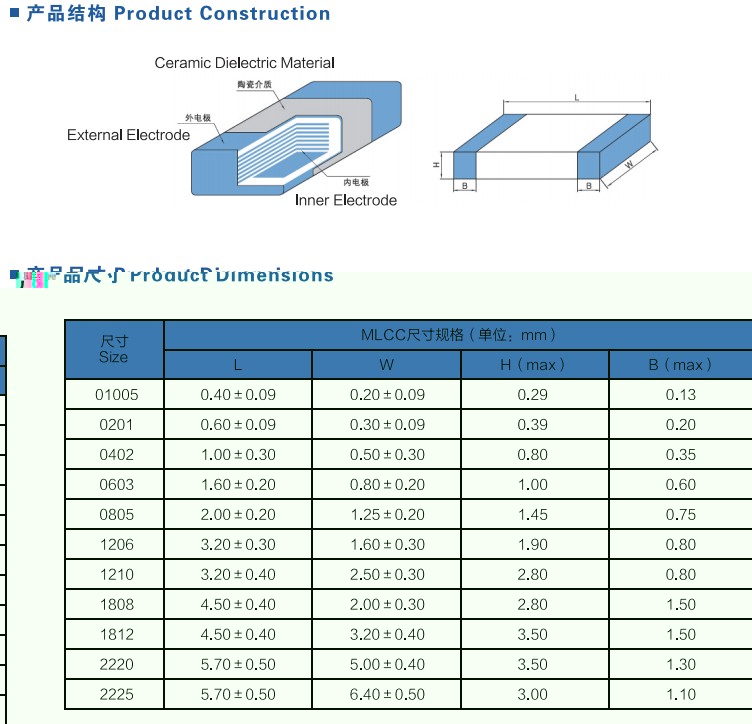 产品结构 Product Construction
Ceramic Dielectric Material
陶瓷介质
外电极
External Electrode
内电极
Inner Electrode
L
H
B
B
W
Product Dimensions
尺寸
Size
MLCC尺寸规格(单位:mm)
L W H(max) B(max)
01005 0.40±0.09 0.20±0.09 0.29 0.13
0201 0.60±0.09 0.30±0.09 0.39 0.20
0402 1.00±0.30 0.50±0.30 0.80 0.35
0603 1.60±0.20 0.80±0.20 1.00 0.60
0805 2.00±0.20 1.25±0.20 1.45 0.75
1206 3.20±0.30 1.60±0.30 1.90 0.80
1210 3.20±0.40 2.50±0.30 2.80 0.80
1808 4.50±0.40 2.00±0.30 2.80 1.50
1812 4.50±0.40 3.20±0.40 3.50 1.50
2220 5.70±0.50 5.00±0.40 3.50 1.30
2225 5.70±0.50 6.40±0.50 3.00 1.10